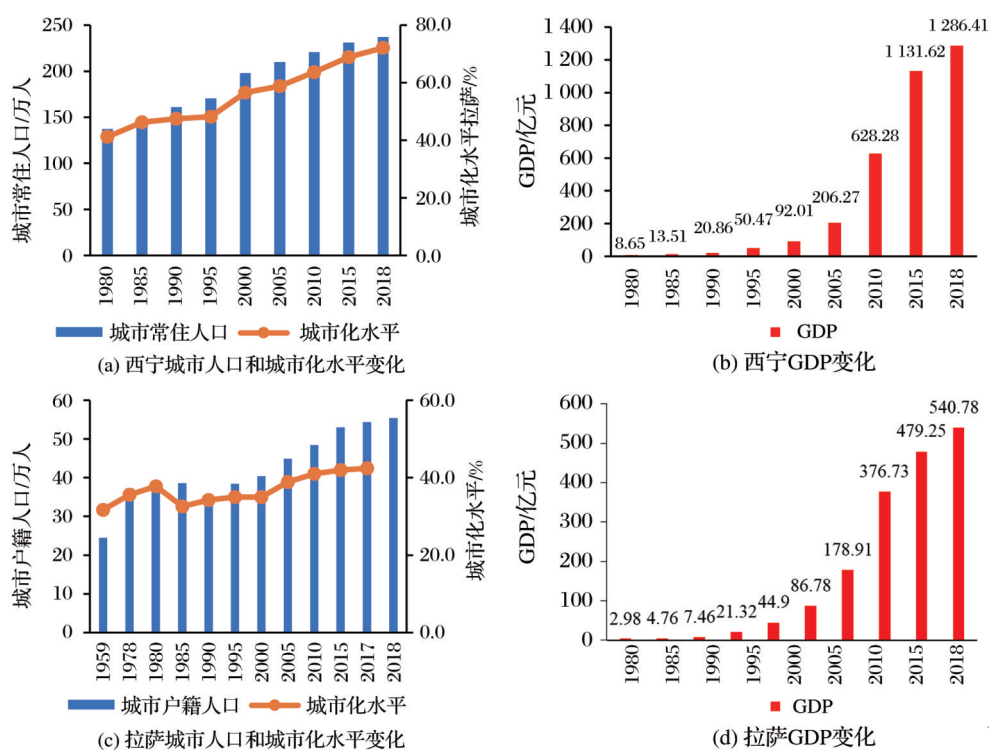 250
200
150
100
50
0
城市常住人口/万人
80.0
60.0
40.0
20.0
0.0
城市化水平拉萨/%
1980 1985 1990 1995 2000 2005 2010 2015 2018
城市常住人口 城市化水平
(a) 西宁城市人口和城市化水平变化
1 400
1 200
1 000
800
600
400
200
0
GDP/亿元
8.65 13.51 20.86 50.47 92.01 206.27 628.28 1 131.62 1 286.41
1980 1985 1990 1995 2000 2005 2010 2015 2018
GDP
(b) 西宁GDP变化
60
50
40
30
20
10
0
城市户籍人口/万人
60.0
40.0
20.0
0.0
城市化水平/%
1959 1978 1980 1985 1990 1995 2000 2005 2010 2015 2017 2018
城市户籍人口 城市化水平
(c) 拉萨城市人口和城市化水平变化
600
500
400
300
200
100
0
GDP/亿元
2.98 4.76 7.46 21.32 44.9 86.78 178.91 376.73 479.25 540.78
1980 1985 1990 1995 2000 2005 2010 2015 2018
GDP
(d) 拉萨GDP变化